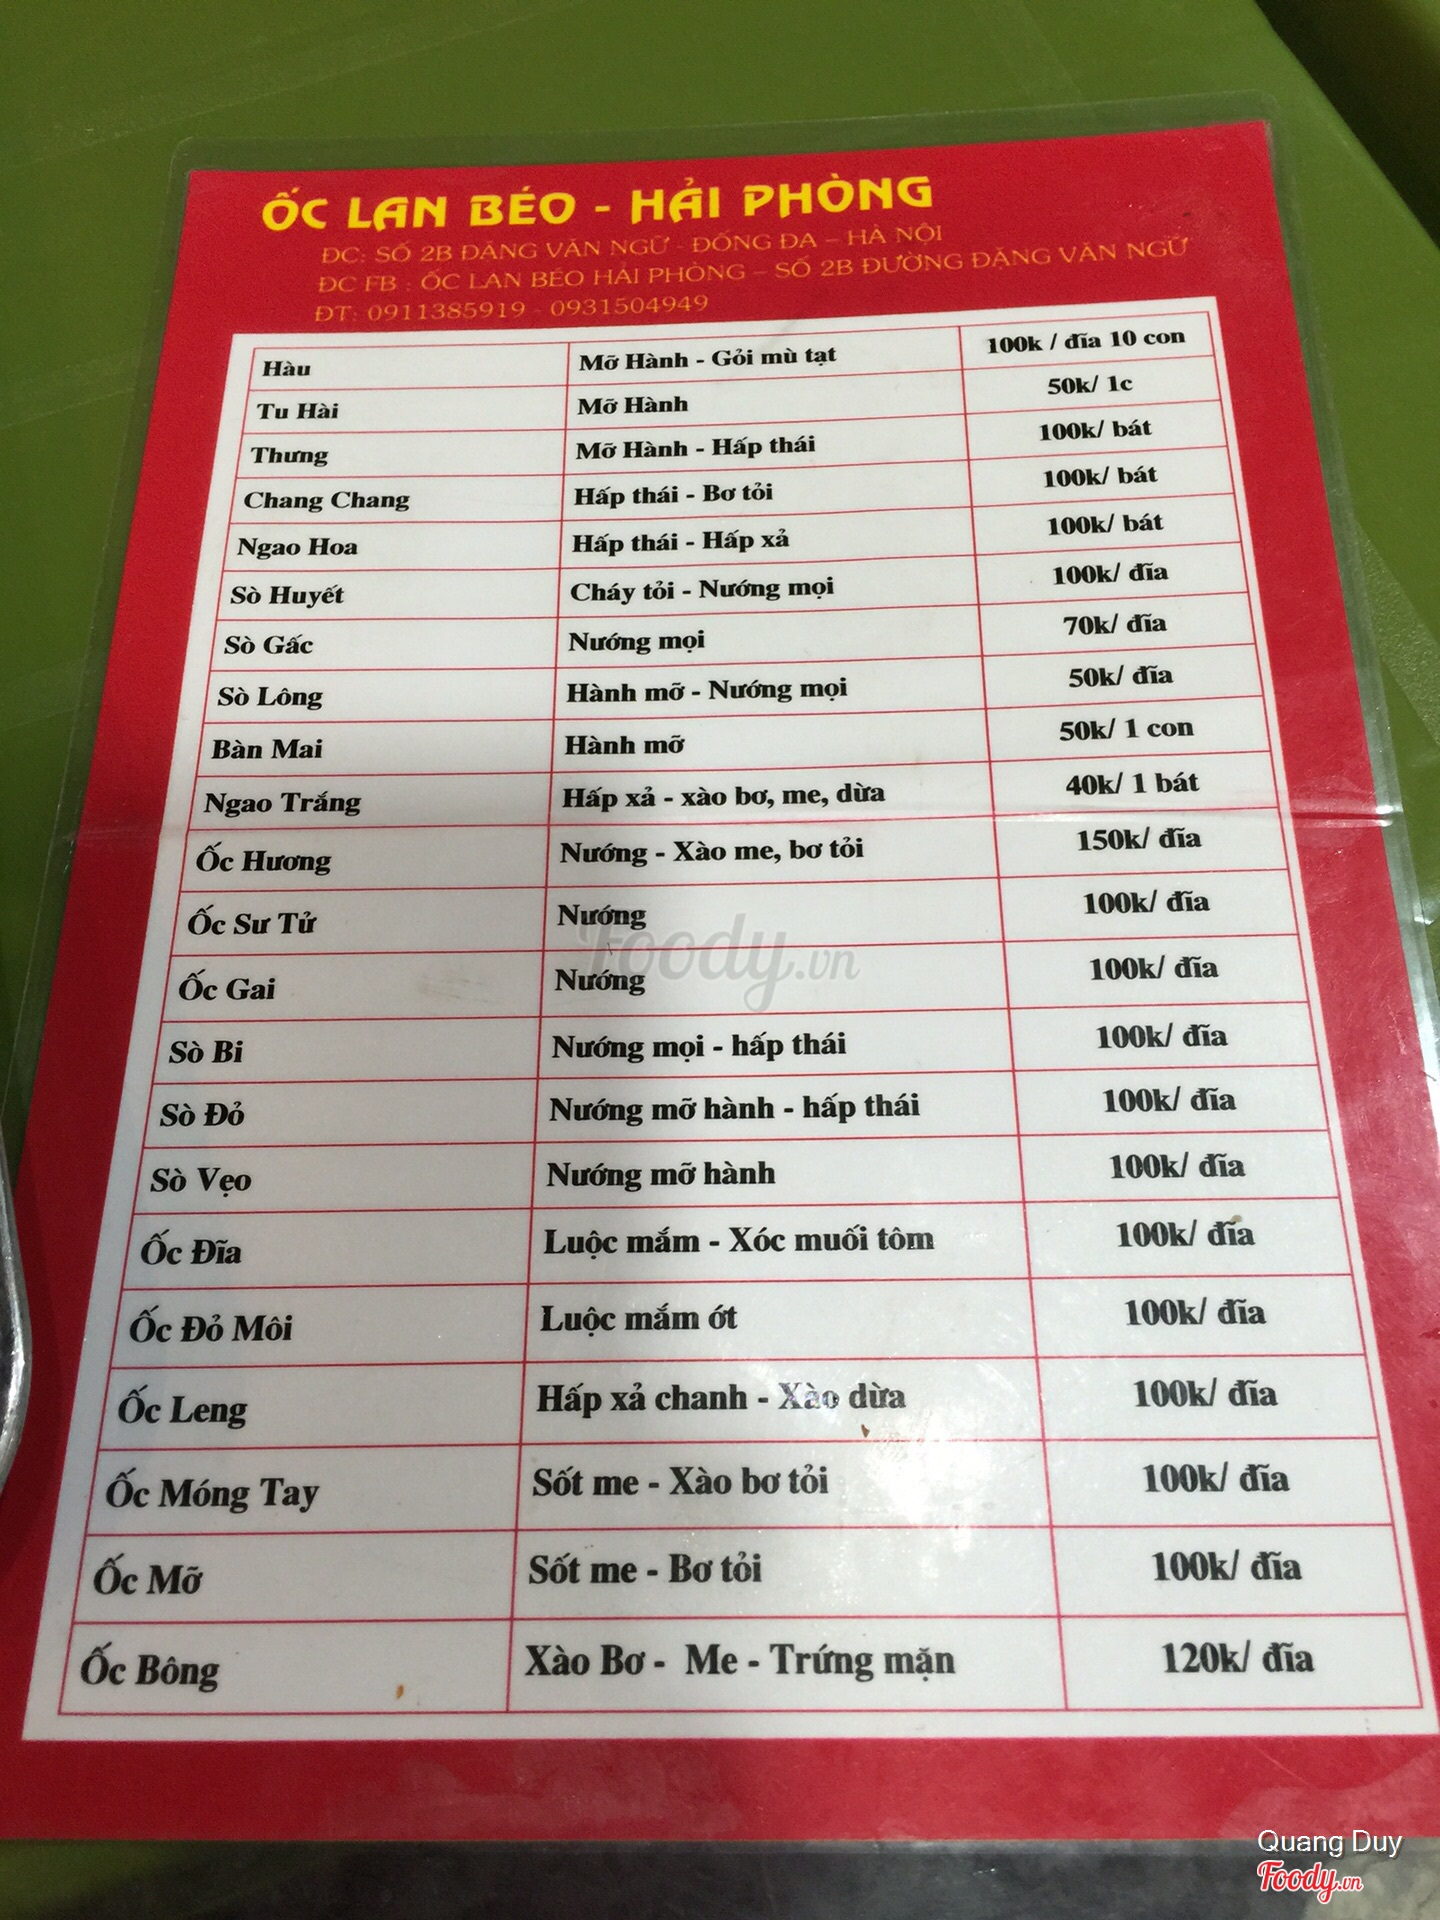 ỐC LAN BÉO - HẢI PHÒNG
ĐC: SỐ 2B ĐẶNG VĂN NGỮ - ĐỐNG ĐA – HÀ NỘI
ĐC FB : ỐC LAN BÉO HẢI PHÒNG – SỐ 2B ĐƯỜNG ĐẶNG VĂN NGỮ
ĐT: 0911385919 - 0931504949
Hàu Mỡ Hành - Gỏi mù tạt 100k / đĩa 10 con
Tu Hài Mỡ Hành 50k/ 1c
Thưng Mỡ Hành - Hấp thái 100k/ bát
Chang Chang Hấp thái - Bơ tỏi 100k/ bát
Ngao Hoa Hấp thái - Hấp xả 100k/ bát
Sò Huyết Cháy tỏi - Nướng mọi 100k/ đĩa
Sò Gấc Nướng mọi 70k/ đĩa
Sò Lông Hành mỡ - Nướng mọi 50k/ đĩa
Bàn Mai Hành mỡ 50k/ 1 con
Ngao Trắng Hấp xả - xào bơ, me, dừa 40k/ 1 bát
Ốc Hương Nướng - Xào me, bơ tỏi 150k/ đĩa
Ốc Sư Tử Nướng 100k/ đĩa
Ốc Gai Nướng 100k/ đĩa
Sò Bi Nướng mọi - hấp thái 100k/ đĩa
Sò Đỏ Nướng mỡ hành - hấp thái 100k/ đĩa
Sò Vẹo Nướng mỡ hành 100k/ đĩa
Ốc Đĩa Luộc mắm - Xóc muối tôm 100k/ đĩa
Ốc Đỏ Môi Luộc mắm ớt 100k/ đĩa
Ốc Leng Hấp xả chanh - Xào dừa 100k/ đĩa
Ốc Móng Tay Sốt me - Xào bơ tỏi 100k/ đĩa
Ốc Mỡ Sốt me - Bơ tỏi 100k/ đĩa
Ốc Bông Xào Bơ - Me - Trứng mặn 120k/ đĩa
Foody.vn
Quang Duy
Foody.vn